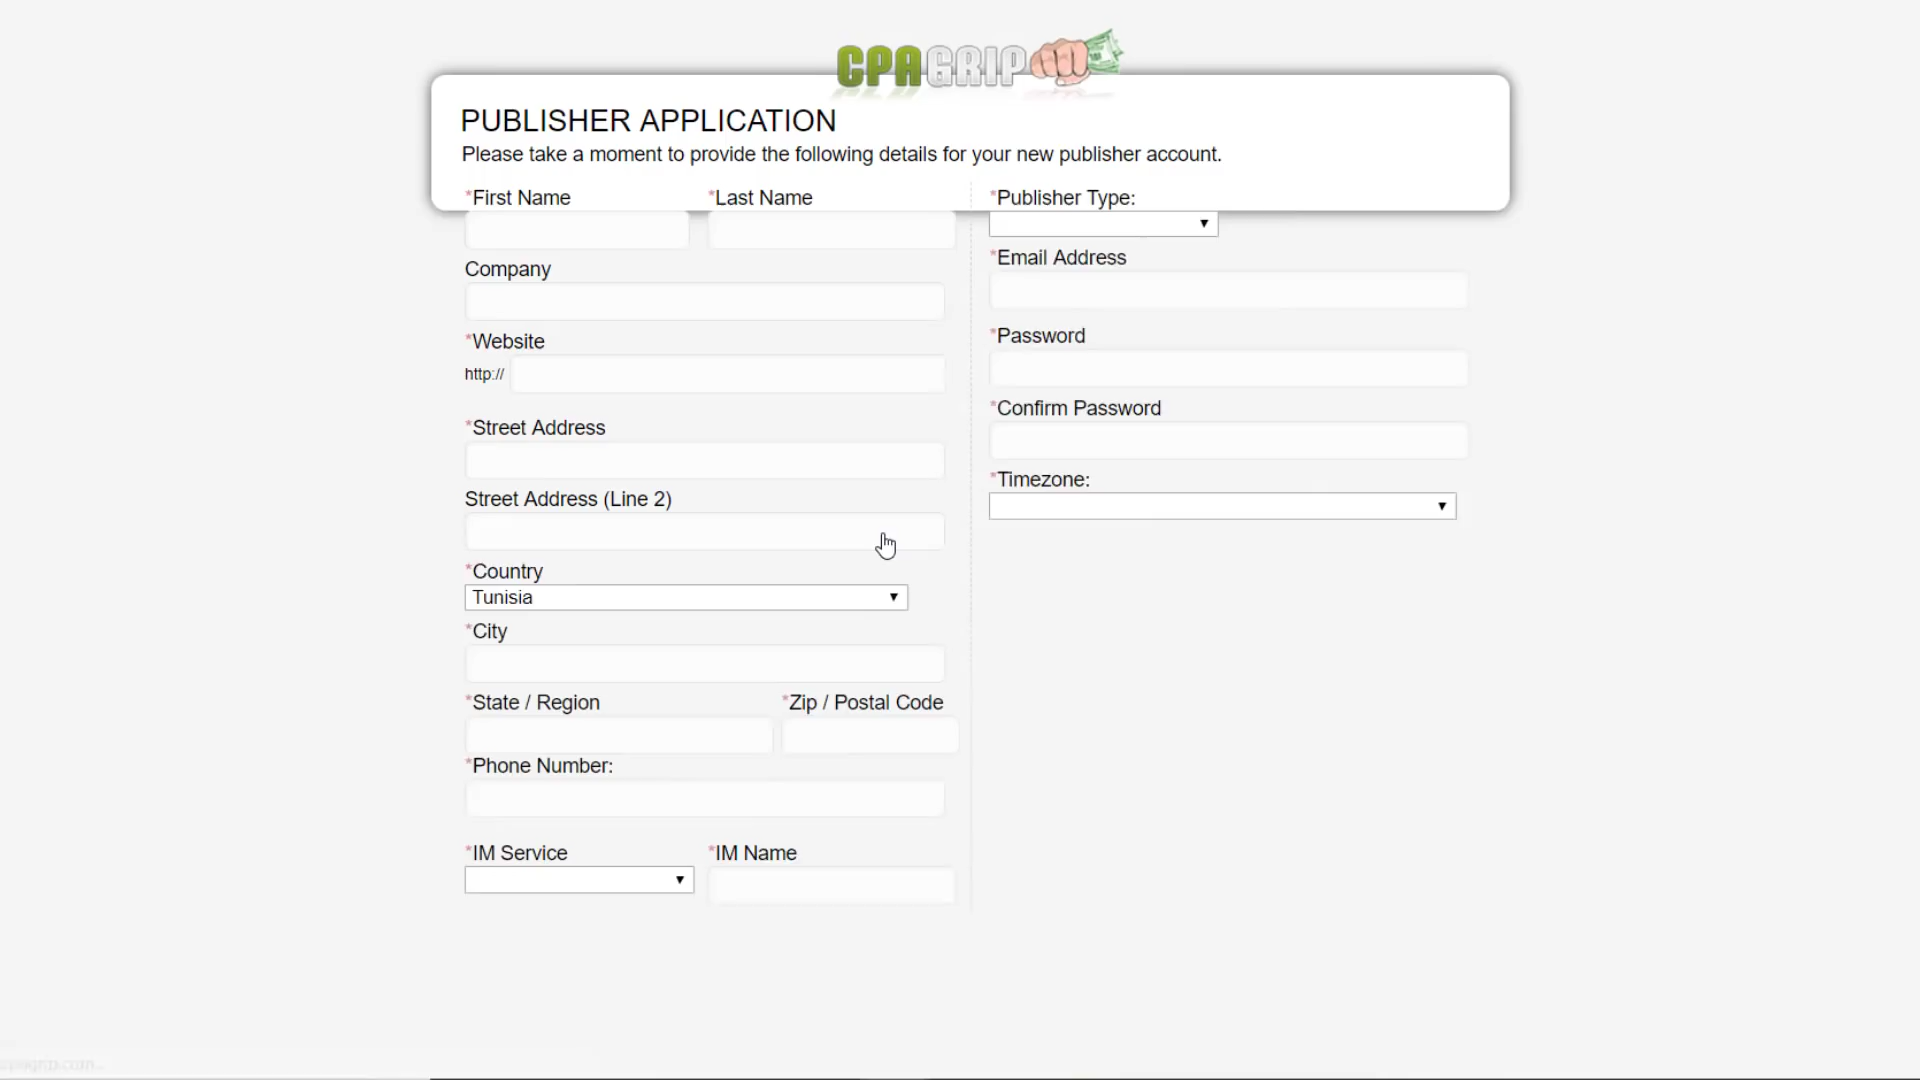 CPAGRIP
PUBLISHER APPLICATION
Please take a moment to provide the following details for your new publisher account.
*First Name
*Last Name
Company
*Website
http://
*Street Address
Street Address (Line 2)
*Country
Tunisia
*City
*State / Region
*Zip / Postal Code
*Phone Number:
*IM Service
*IM Name
*Publisher Type:
*Email Address
*Password
*Confirm Password
*Timezone: